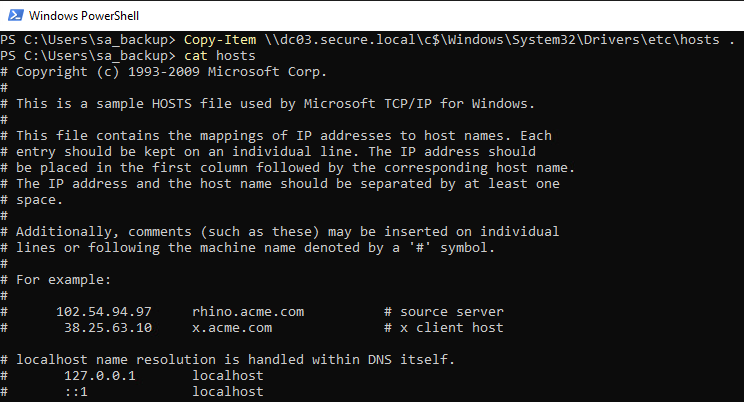 Windows PowerShell
PS C:\Users\sa_backup> Copy-Item \\dc03.secure.local\c$\Windows\System32\Drivers\etc\hosts .
PS C:\Users\sa_backup> cat hosts
# Copyright (c) 1993-2009 Microsoft Corp.
#
# This is a sample HOSTS file used by Microsoft TCP/IP for Windows.
#
# This file contains the mappings of IP addresses to host names. Each
# entry should be kept on an individual line. The IP address should
# be placed in the first column followed by the corresponding host name.
# The IP address and the host name should be separated by at least one
# space.
#
# Additionally, comments (such as these) may be inserted on individual
# lines or following the machine name denoted by a '#' symbol.
#
# For example:
#
#      102.54.94.97     rhino.acme.com          # source server
#       38.25.63.10     x.acme.com              # x client host

# localhost name resolution is handled within DNS itself.
#       127.0.0.1       localhost
#       ::1             localhost